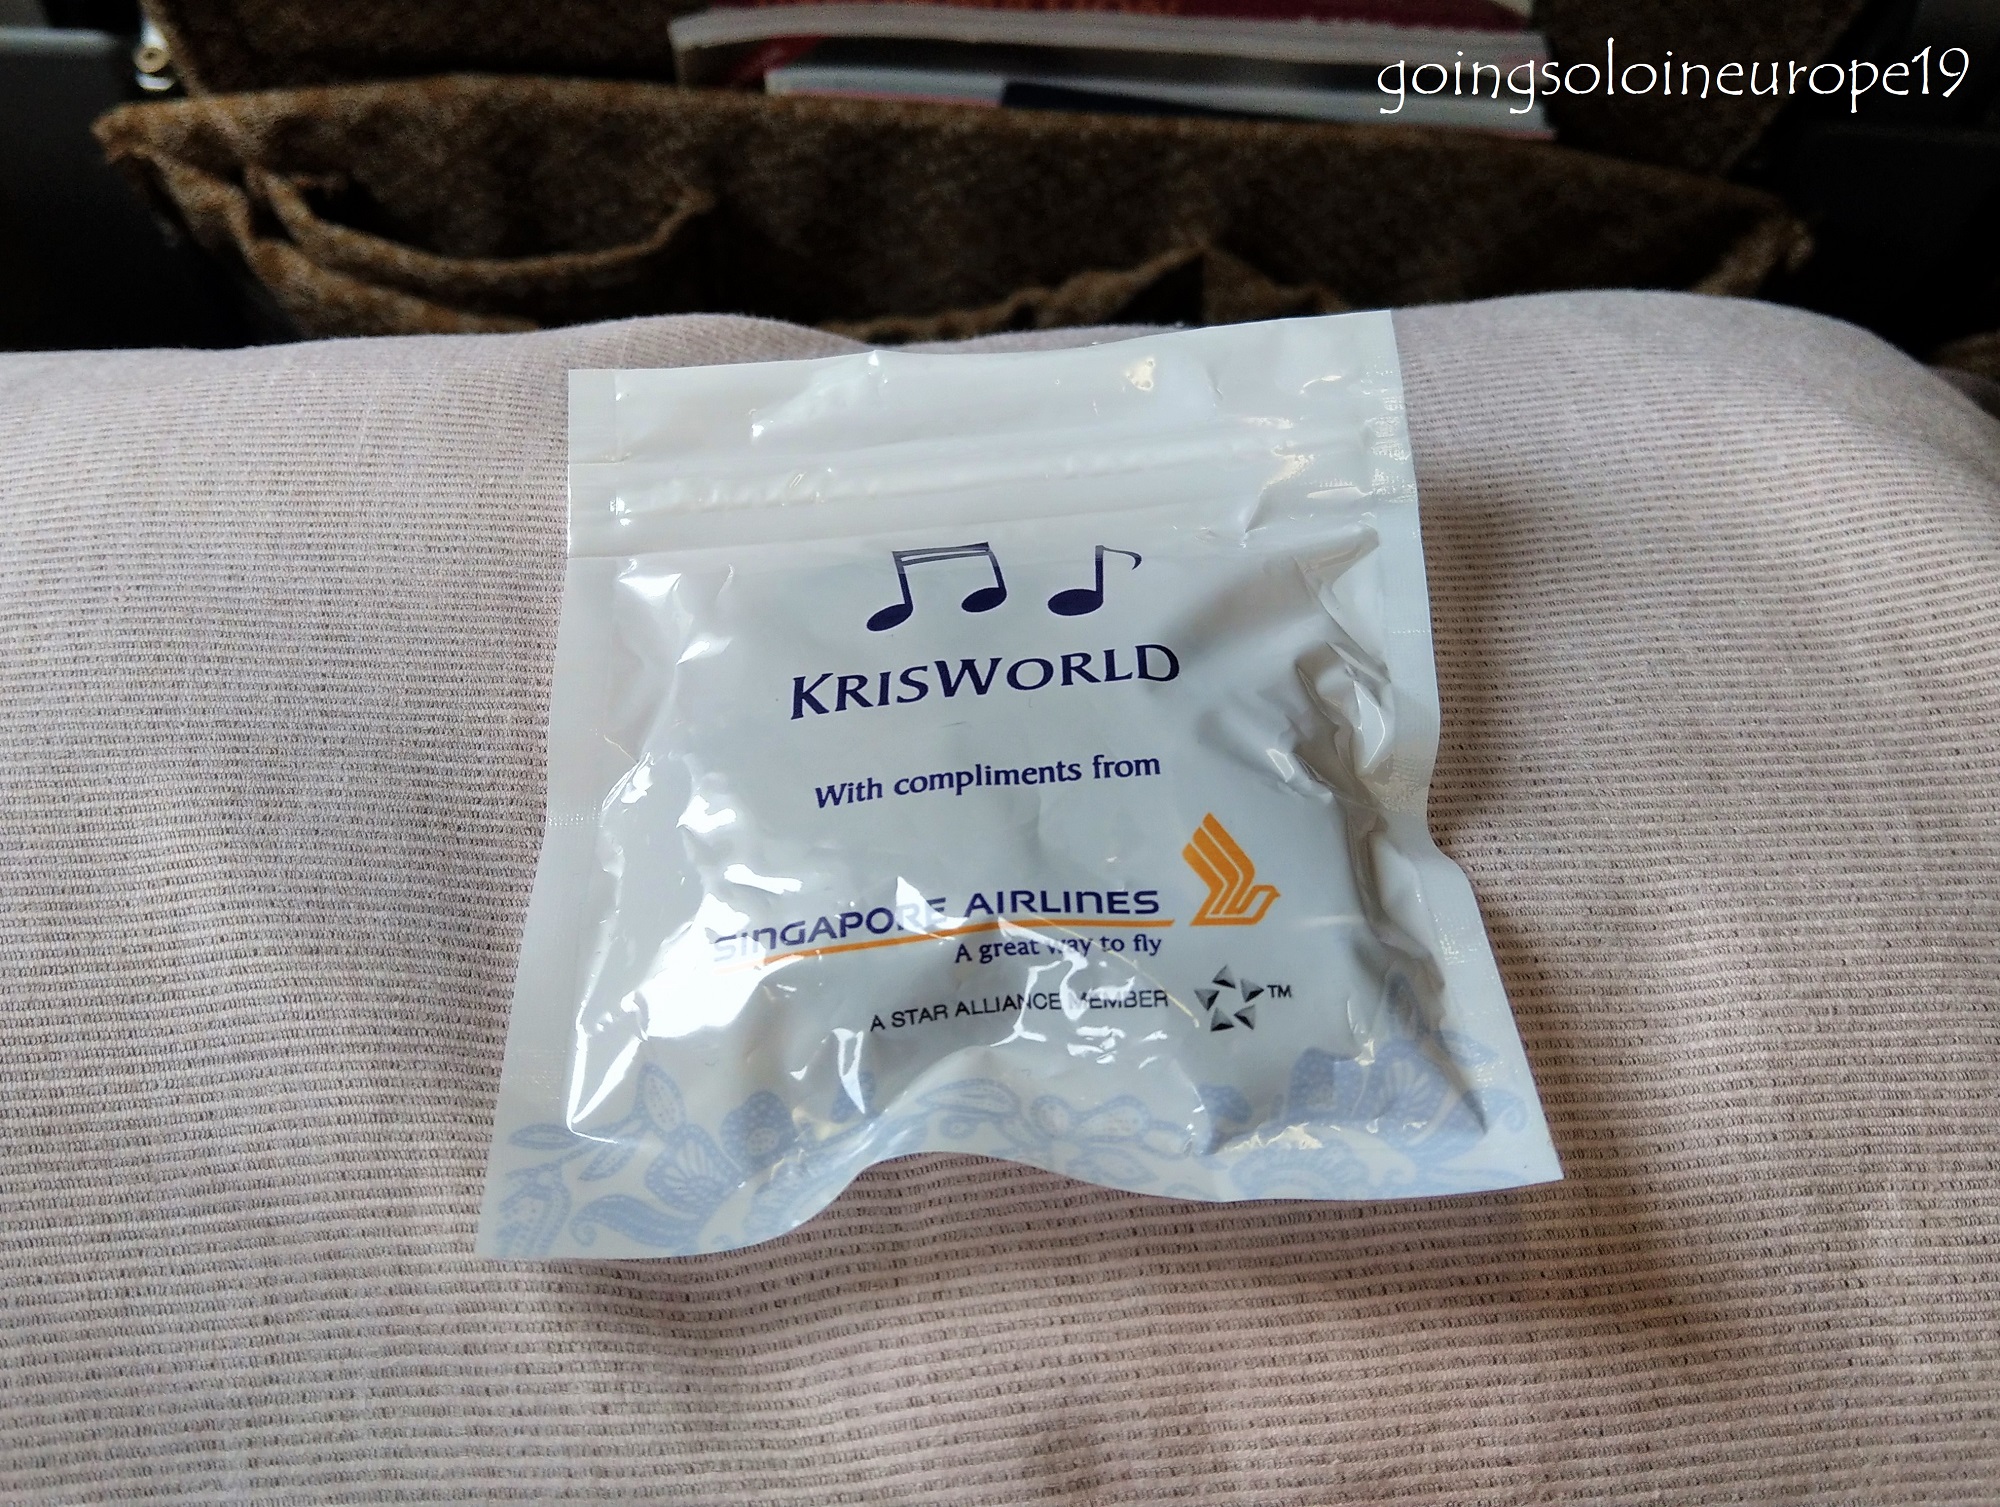 goingsoloineurope19
KRISWORLD
With compliments from
SINGAPORE AIRLINES
A great way to fly
A STAR ALLIANCE MEMBER TM